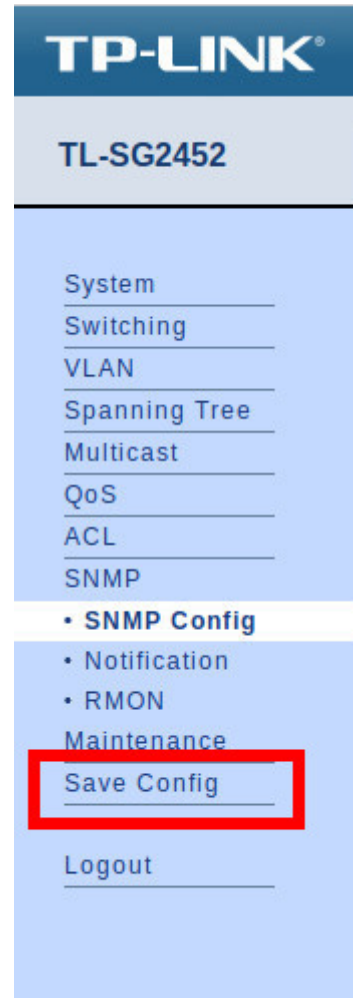 TP-LINK®
TL-SG2452
System
Switching
VLAN
Spanning Tree
Multicast
QoS
ACL
SNMP
• SNMP Config
• Notification
• RMON
Maintenance
Save Config
Logout